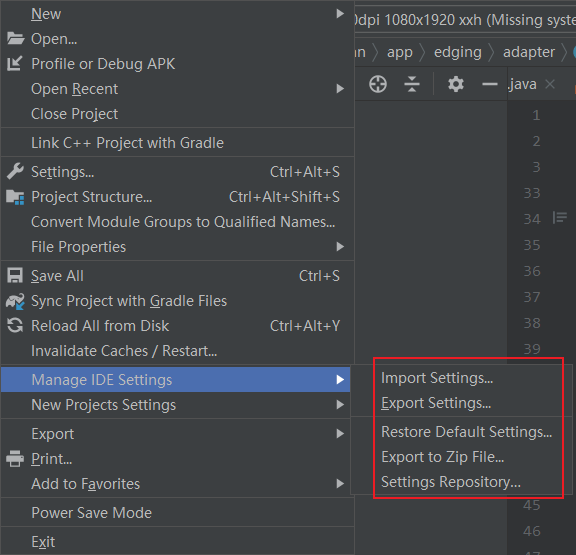 New
Open...
Profile or Debug APK
Open Recent
Close Project
Link C++ Project with Gradle
Settings... Ctrl+Alt+S
Project Structure... Ctrl+Alt+Shift+S
Convert Module Groups to Qualified Names...
File Properties
Save All Ctrl+S
Sync Project with Gradle Files
Reload All from Disk Ctrl+Alt+Y
Invalidate Caches / Restart...
Manage IDE Settings
New Projects Settings
Export
Print...
Add to Favorites
Power Save Mode
Exit
Import Settings...
Export Settings...
Restore Default Settings...
Export to Zip File...
Settings Repository...
0dpi 1080x1920 xxh (Missing syste
n 〉 app 〉 edging 〉 adapter 〉
.java
1
2
3
33
34
35
36
37
38
39
45
46
47